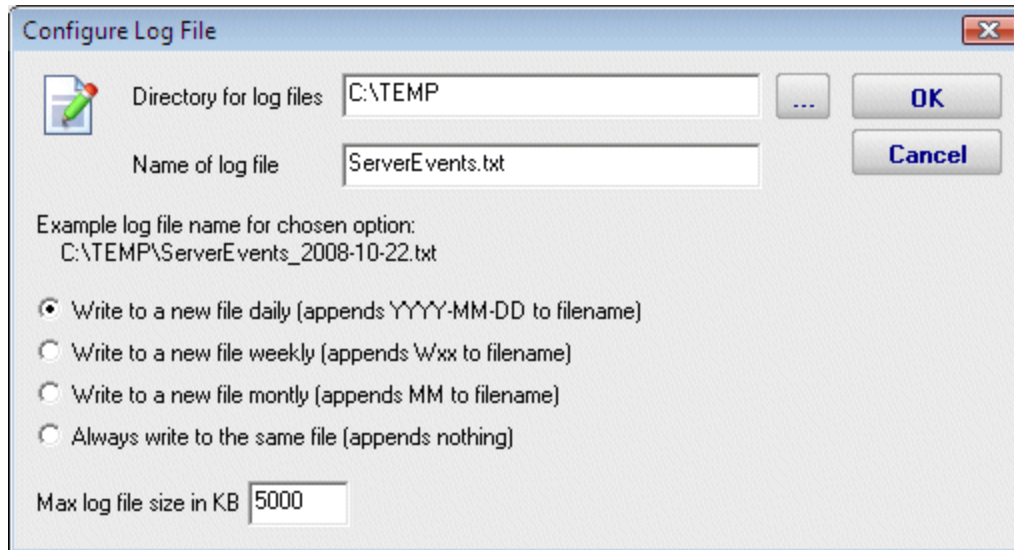 Configure Log File
Directory for log files C:\TEMP ... OK
Name of log file ServerEvents.txt Cancel
Example log file name for chosen option:
C:\TEMP\ServerEvents_2008-10-22.txt
Write to a new file daily (appends YYYY-MM-DD to filename)
Write to a new file weekly (appends Wxx to filename)
Write to a new file montly (appends MM to filename)
Always write to the same file (appends nothing)
Max log file size in KB 5000